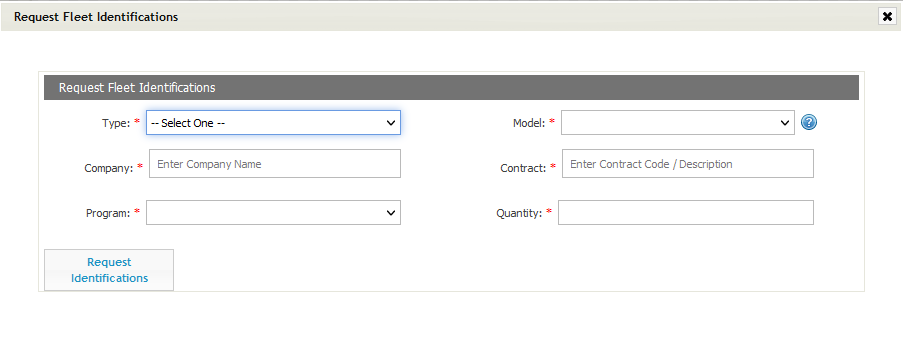 Request Fleet Identifications
Request Fleet Identifications
Type: * -- Select One -- Model: * ?
Company: * Enter Company Name Contract: * Enter Contract Code / Description
Program: * Quantity: *
Request
Identifications